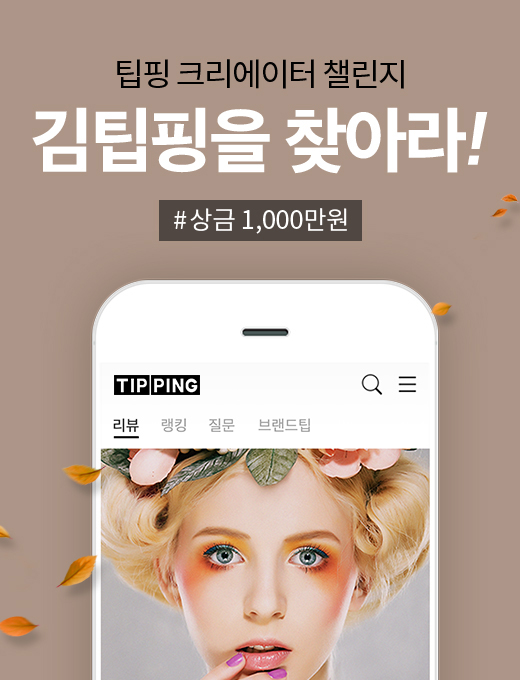 팁핑 크리에이터 챌린지
김팁핑을 찾아라!
#상금 1,000만원
TIPPING
리뷰 랭킹 질문 브랜드팁